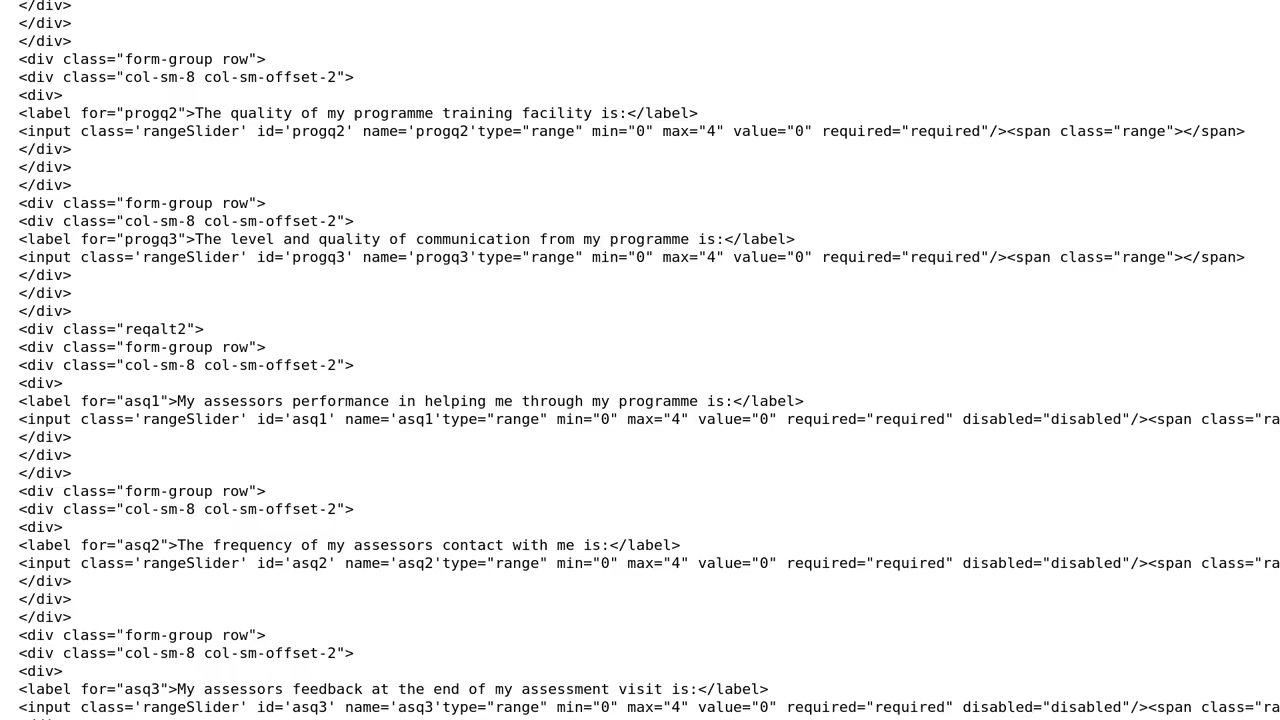 </div>
</div>
</div>
<div class="form-group row">
<div class="col-sm-8 col-sm-offset-2">
<div>
<label for="progq2">The quality of my programme training facility is:</label>
<input class='rangeSlider' id='progq2' name='progq2'type="range" min="0" max="4" value="0" required="required"/><span class="range"></span>
</div>
</div>
</div>
<div class="form-group row">
<div class="col-sm-8 col-sm-offset-2">
<label for="progq3">The level and quality of communication from my programme is:</label>
<input class='rangeSlider' id='progq3' name='progq3'type="range" min="0" max="4" value="0" required="required"/><span class="range"></span>
</div>
</div>
</div>
<div class="reqalt2">
<div class="form-group row">
<div class="col-sm-8 col-sm-offset-2">
<div>
<label for="asq1">My assessors performance in helping me through my programme is:</label>
<input class='rangeSlider' id='asq1' name='asq1'type="range" min="0" max="4" value="0" required="required" disabled="disabled"/><span class="ra
</div>
</div>
</div>
<div class="form-group row">
<div class="col-sm-8 col-sm-offset-2">
<div>
<label for="asq2">The frequency of my assessors contact with me is:</label>
<input class='rangeSlider' id='asq2' name='asq2'type="range" min="0" max="4" value="0" required="required" disabled="disabled"/><span class="ra
</div>
</div>
</div>
<div class="form-group row">
<div class="col-sm-8 col-sm-offset-2">
<div>
<label for="asq3">My assessors feedback at the end of my assessment visit is:</label>
<input class='rangeSlider' id='asq3' name='asq3'type="range" min="0" max="4" value="0" required="required" disabled="disabled"/><span class="ra